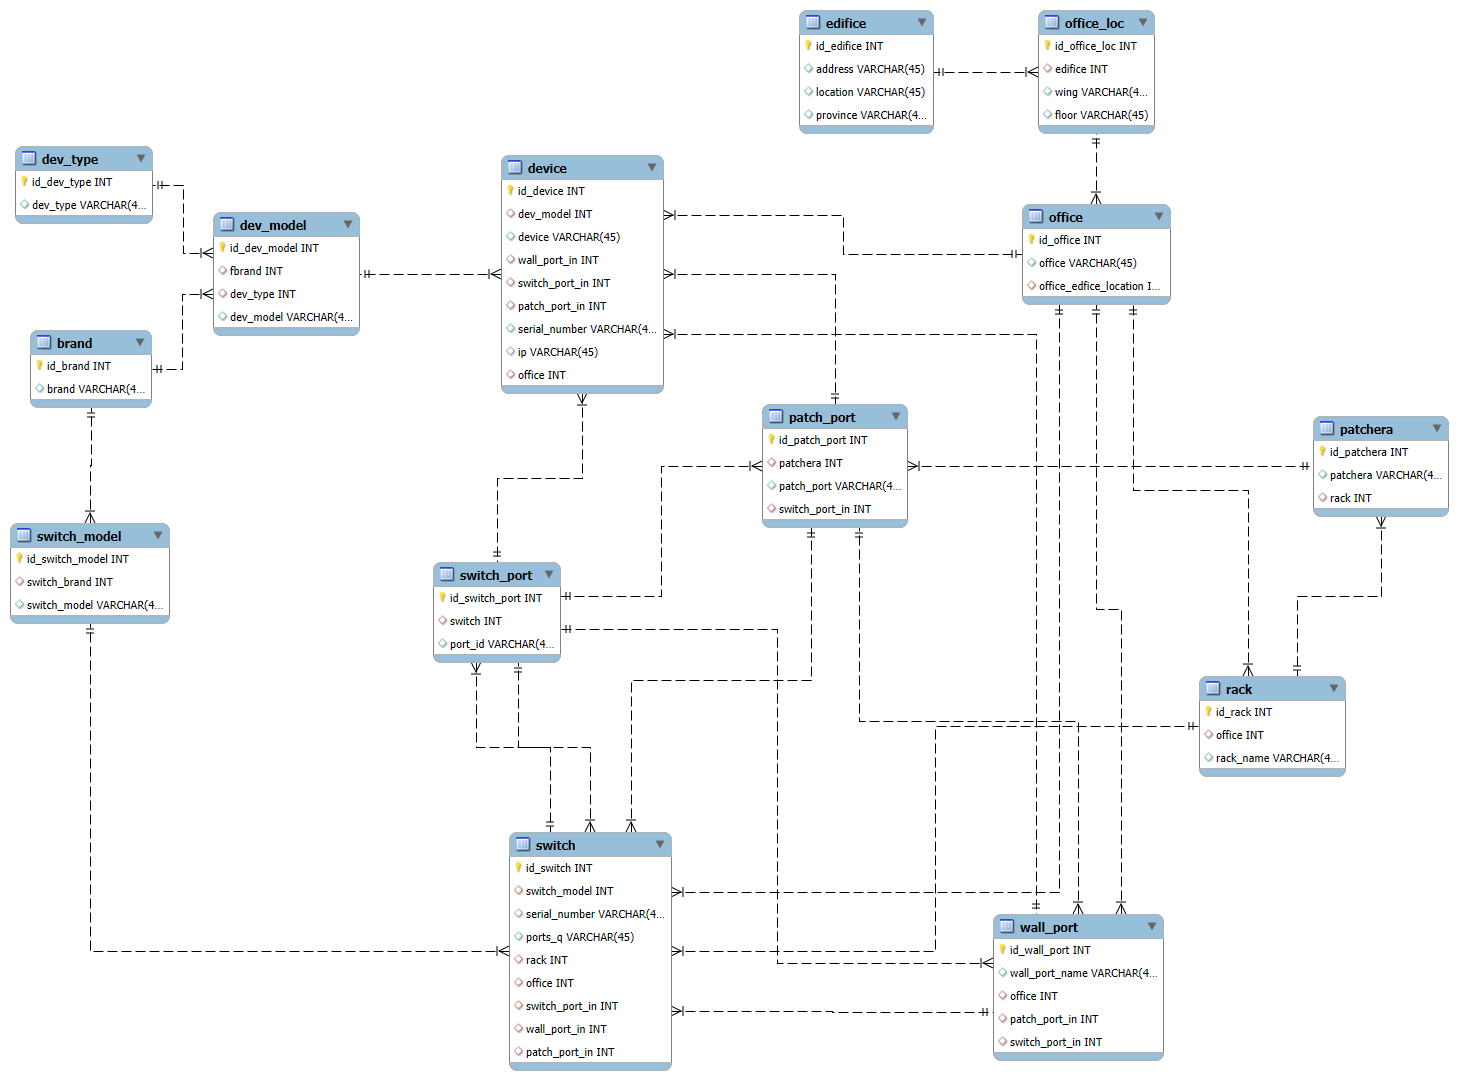 edifice
id_edifice INT
address VARCHAR(45)
location VARCHAR(45)
province VARCHAR(4...
office_loc
id_office_loc INT
edifice INT
wing VARCHAR(4...
floor VARCHAR(45)
dev_type
id_dev_type INT
dev_type VARCHAR(4...
dev_model
id_dev_model INT
fbrand INT
dev_type INT
dev_model VARCHAR(4...
device
id_device INT
dev_model INT
device VARCHAR(45)
wall_port_in INT
switch_port_in INT
patch_port_in INT
serial_number VARCHAR(4...
ip VARCHAR(45)
office INT
office
id_office INT
office VARCHAR(45)
office_edfice_location I...
brand
id_brand INT
brand VARCHAR(4...
patch_port
id_patch_port INT
patchera INT
patch_port VARCHAR(4...
switch_port_in INT
patchera
id_patchera INT
patchera VARCHAR(4...
rack INT
switch_model
id_switch_model INT
switch_brand INT
switch_model VARCHAR(4...
switch_port
id_switch_port INT
switch INT
port_id VARCHAR(4...
rack
id_rack INT
office INT
rack_name VARCHAR(4...
switch
id_switch INT
switch_model INT
serial_number VARCHAR(4...
ports_q VARCHAR(45)
rack INT
office INT
switch_port_in INT
wall_port_in INT
patch_port_in INT
wall_port
id_wall_port INT
wall_port_name VARCHAR(4...
office INT
patch_port_in INT
switch_port_in INT